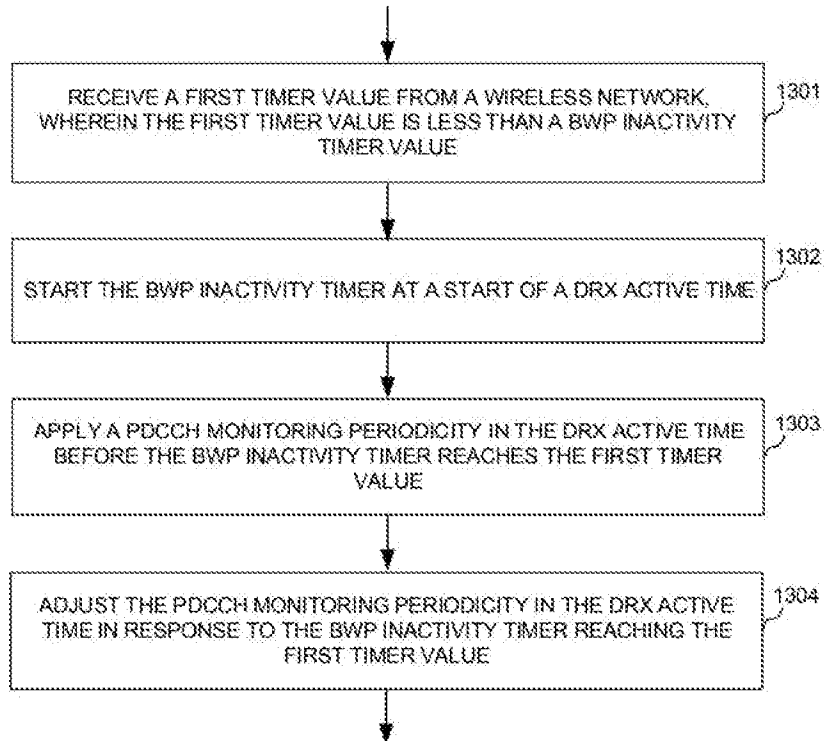 RECEIVE A FIRST TIMER VALUE FROM A WIRELESS NETWORK,
WHEREIN THE FIRST TIMER VALUE IS LESS THAN A BWP INACTIVITY
TIMER VALUE
1301
START THE BWP INACTIVITY TIMER AT A START OF A DRX ACTIVE TIME
1302
APPLY A PDCCH MONITORING PERIODICITY IN THE DRX ACTIVE TIME
BEFORE THE BWP INACTIVITY TIMER REACHES THE FIRST TIMER
VALUE
1303
ADJUST THE PDCCH MONITORING PERIODICITY IN THE DRX ACTIVE
TIME IN RESPONSE TO THE BWP INACTIVITY TIMER REACHING THE
FIRST TIMER VALUE
1304